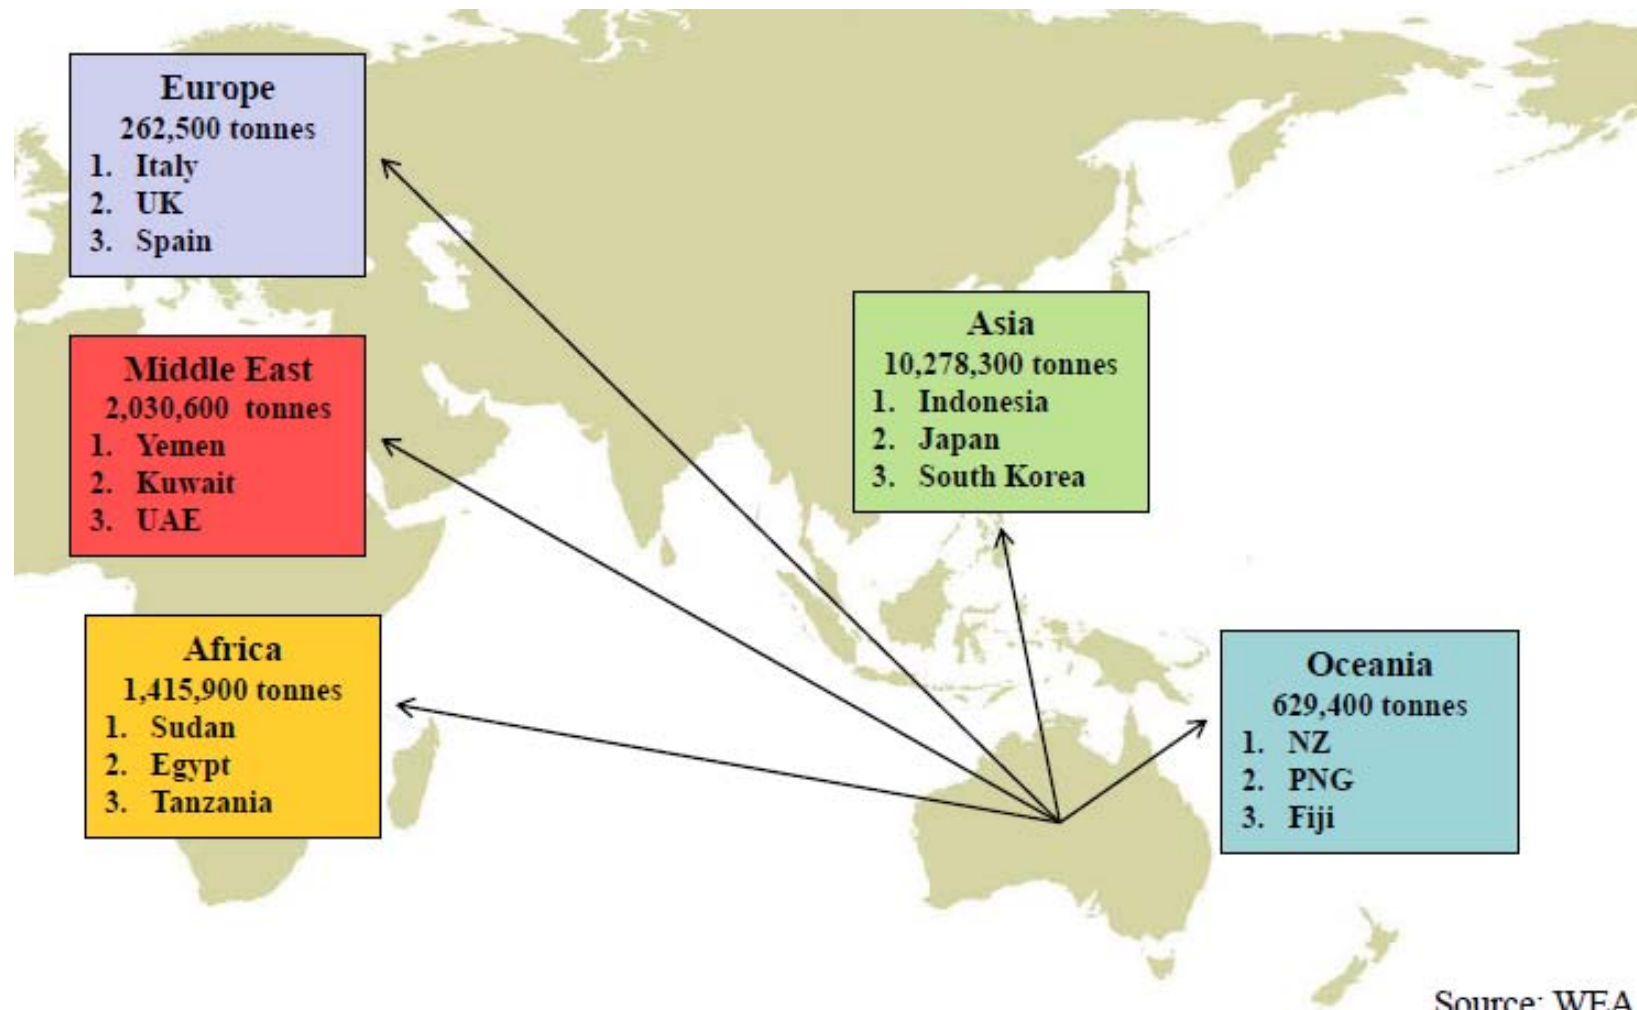 Europe
262,500 tonnes
1. Italy
2. UK
3. Spain
Middle East
2,030,600 tonnes
1. Yemen
2. Kuwait
3. UAE
Africa
1,415,900 tonnes
1. Sudan
2. Egypt
3. Tanzania
Asia
10,278,300 tonnes
1. Indonesia
2. Japan
3. South Korea
Oceania
629,400 tonnes
1. NZ
2. PNG
3. Fiji
Source: WEA